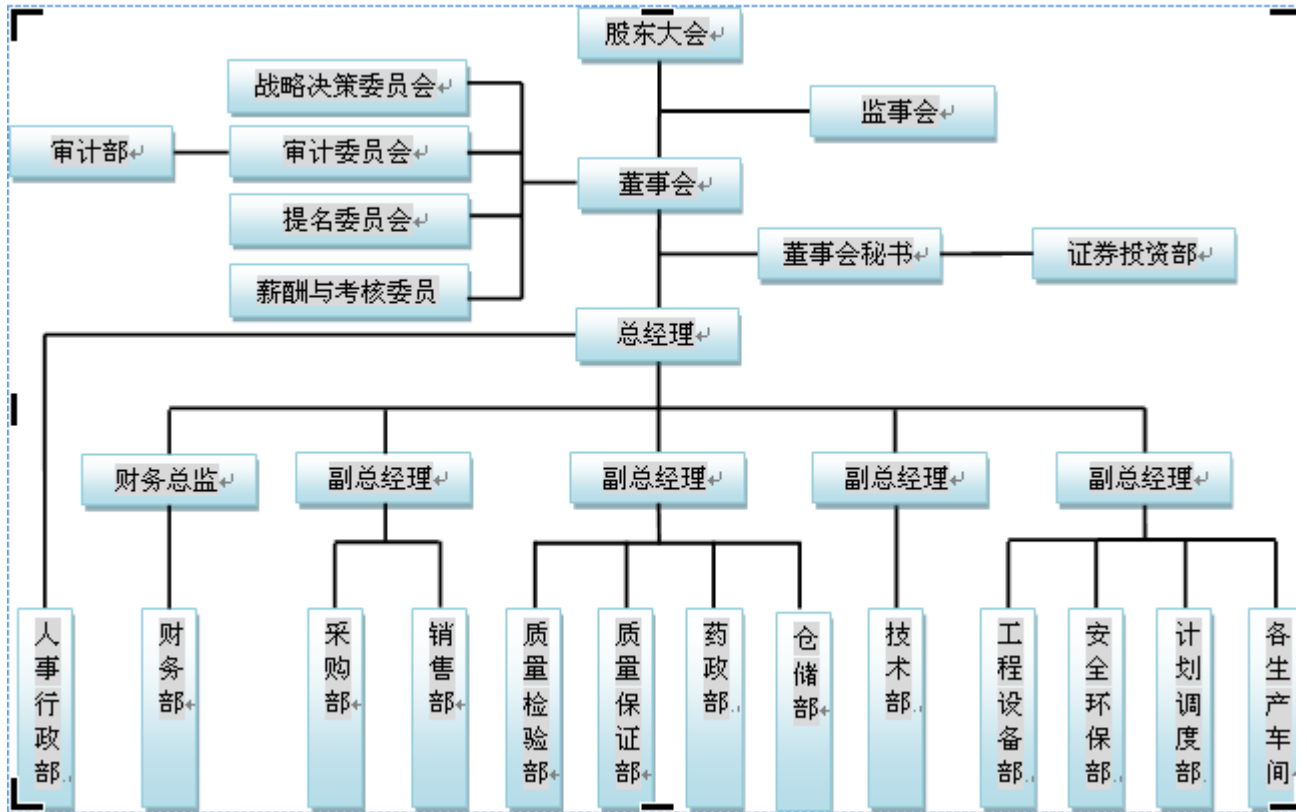 股东大会
战略决策委员会
监事会
审计部
审计委员会
董事会
提名委员会
董事会秘书
证券投资部
薪酬与考核委员
总经理
财务总监
副总经理
副总经理
副总经理
副总经理
人事行政部
财务部
采购部
销售部
质量检验部
质量保证部
药政部
仓储部
技术部
工程设备部
安全环保部
计划调度部
各生产车间